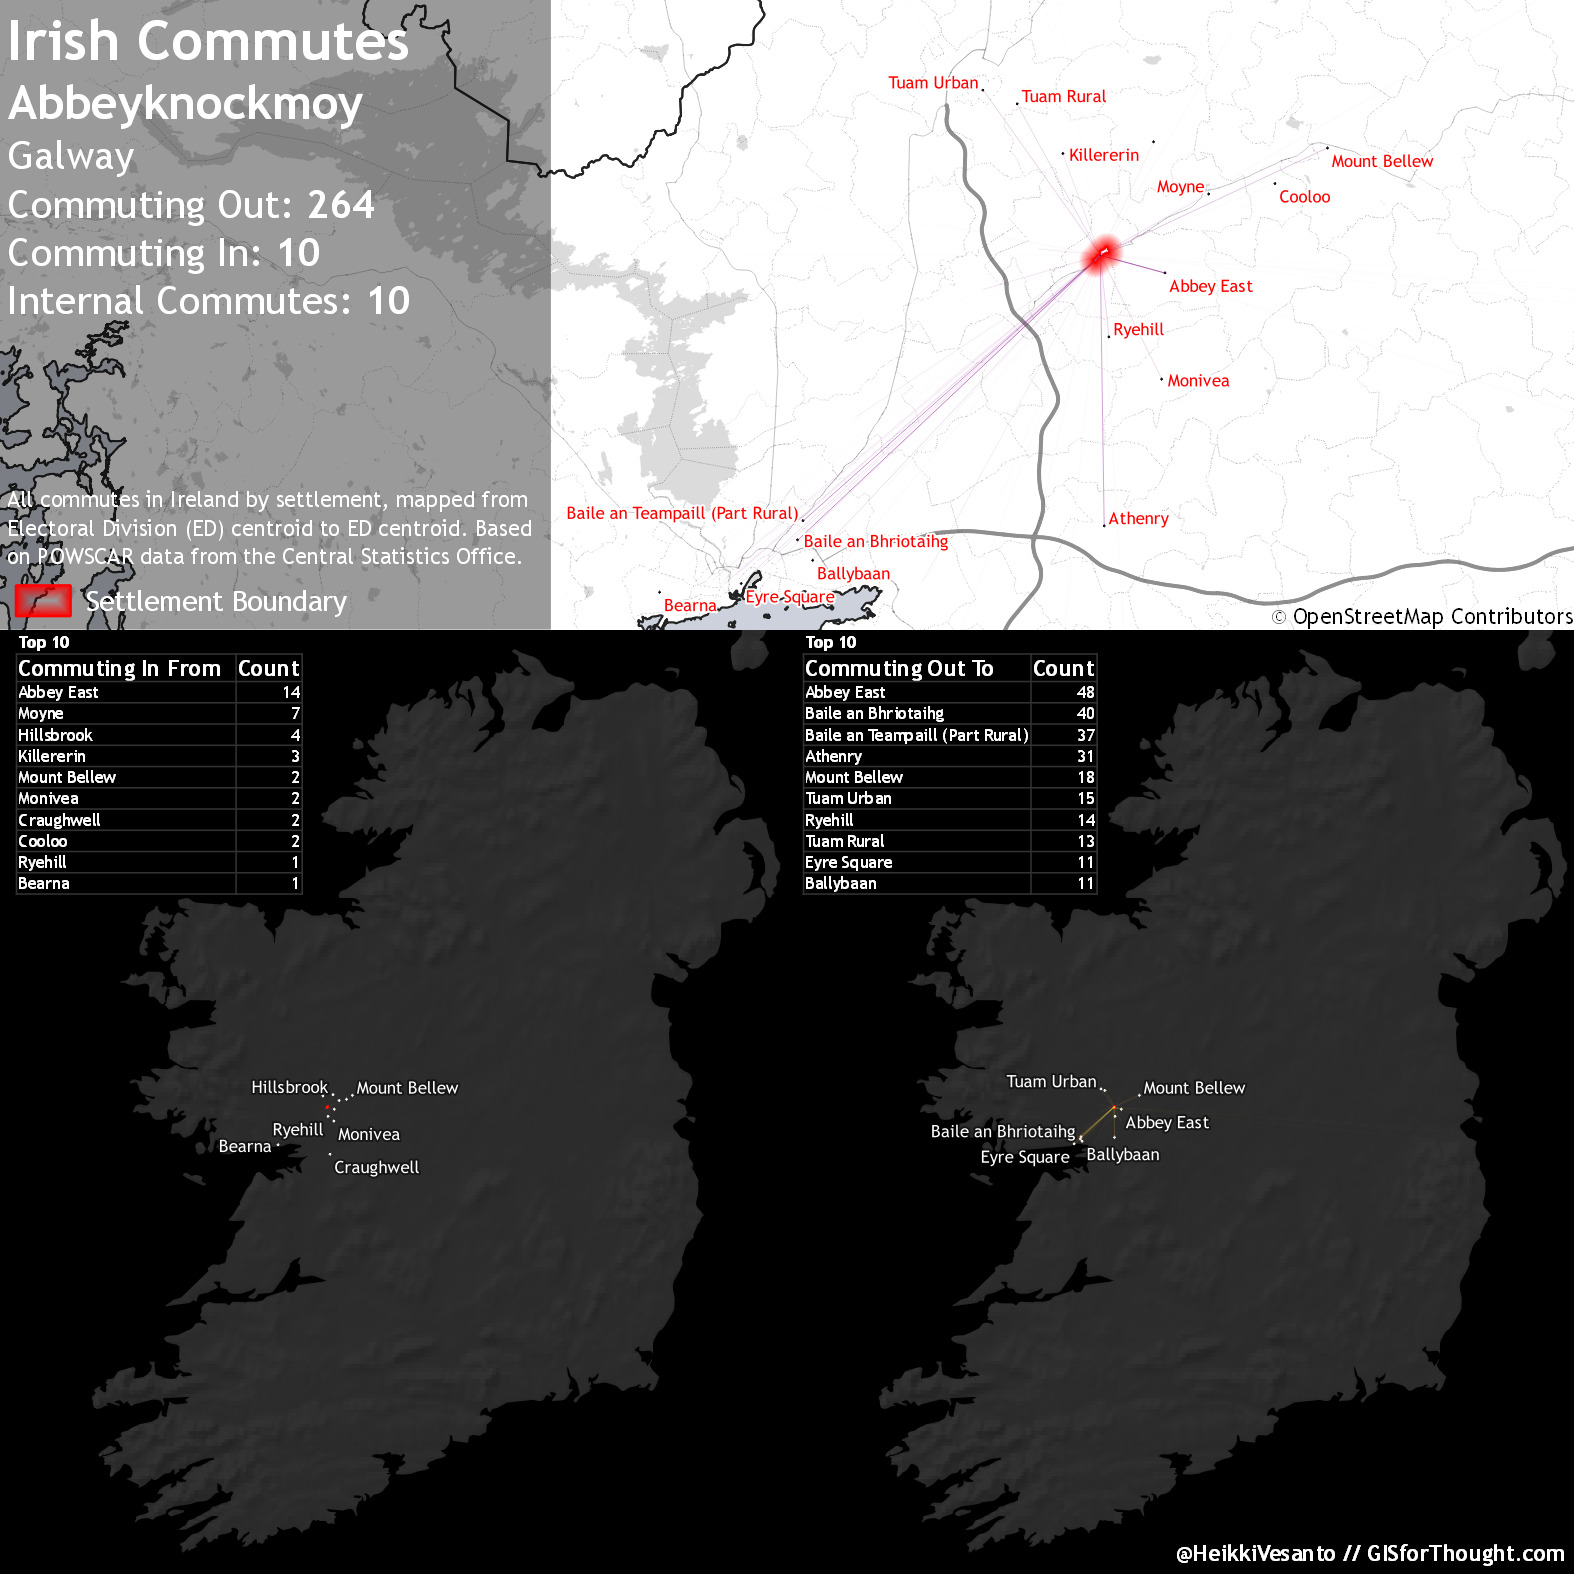 Irish Commutes
Abbeyknockmoy
Galway
Commuting Out: 264
Commuting In: 10
Internal Commutes: 10
All commutes in Ireland by settlement, mapped from
Electoral Division (ED) centroid to ED centroid. Based
on POWSCAR data from the Central Statistics Office.
Settlement Boundary
Tuam Urban
Tuam Rural
Killererin
Mount Bellew
Moyne
Cooloo
Abbey East
Ryehill
Monivea
Baile an Teampaill (Part Rural)
Athenry
Baile an Bhriotaihg
Ballybaan
Eyre Square
Bearna
© OpenStreetMap Contributors
Top 10
Commuting In From Count
Abbey East 14
Moyne 7
Hillsbrook 4
Killererin 3
Mount Bellew 2
Monivea 2
Craughwell 2
Cooloo 2
Ryehill 1
Bearna 1
Top 10
Commuting Out To Count
Abbey East 48
Baile an Bhriotaihg 40
Baile an Teampaill (Part Rural) 37
Athenry 31
Mount Bellew 18
Tuam Urban 15
Ryehill 14
Tuam Rural 13
Eyre Square 11
Ballybaan 11
Hillsbrook
Mount Bellew
Ryehill
Monivea
Bearna
Craughwell
Tuam Urban
Mount Bellew
Abbey East
Baile an Bhriotaihg
Eyre Square
Ballybaan
@HeikkiVesanto // GISforThought.com